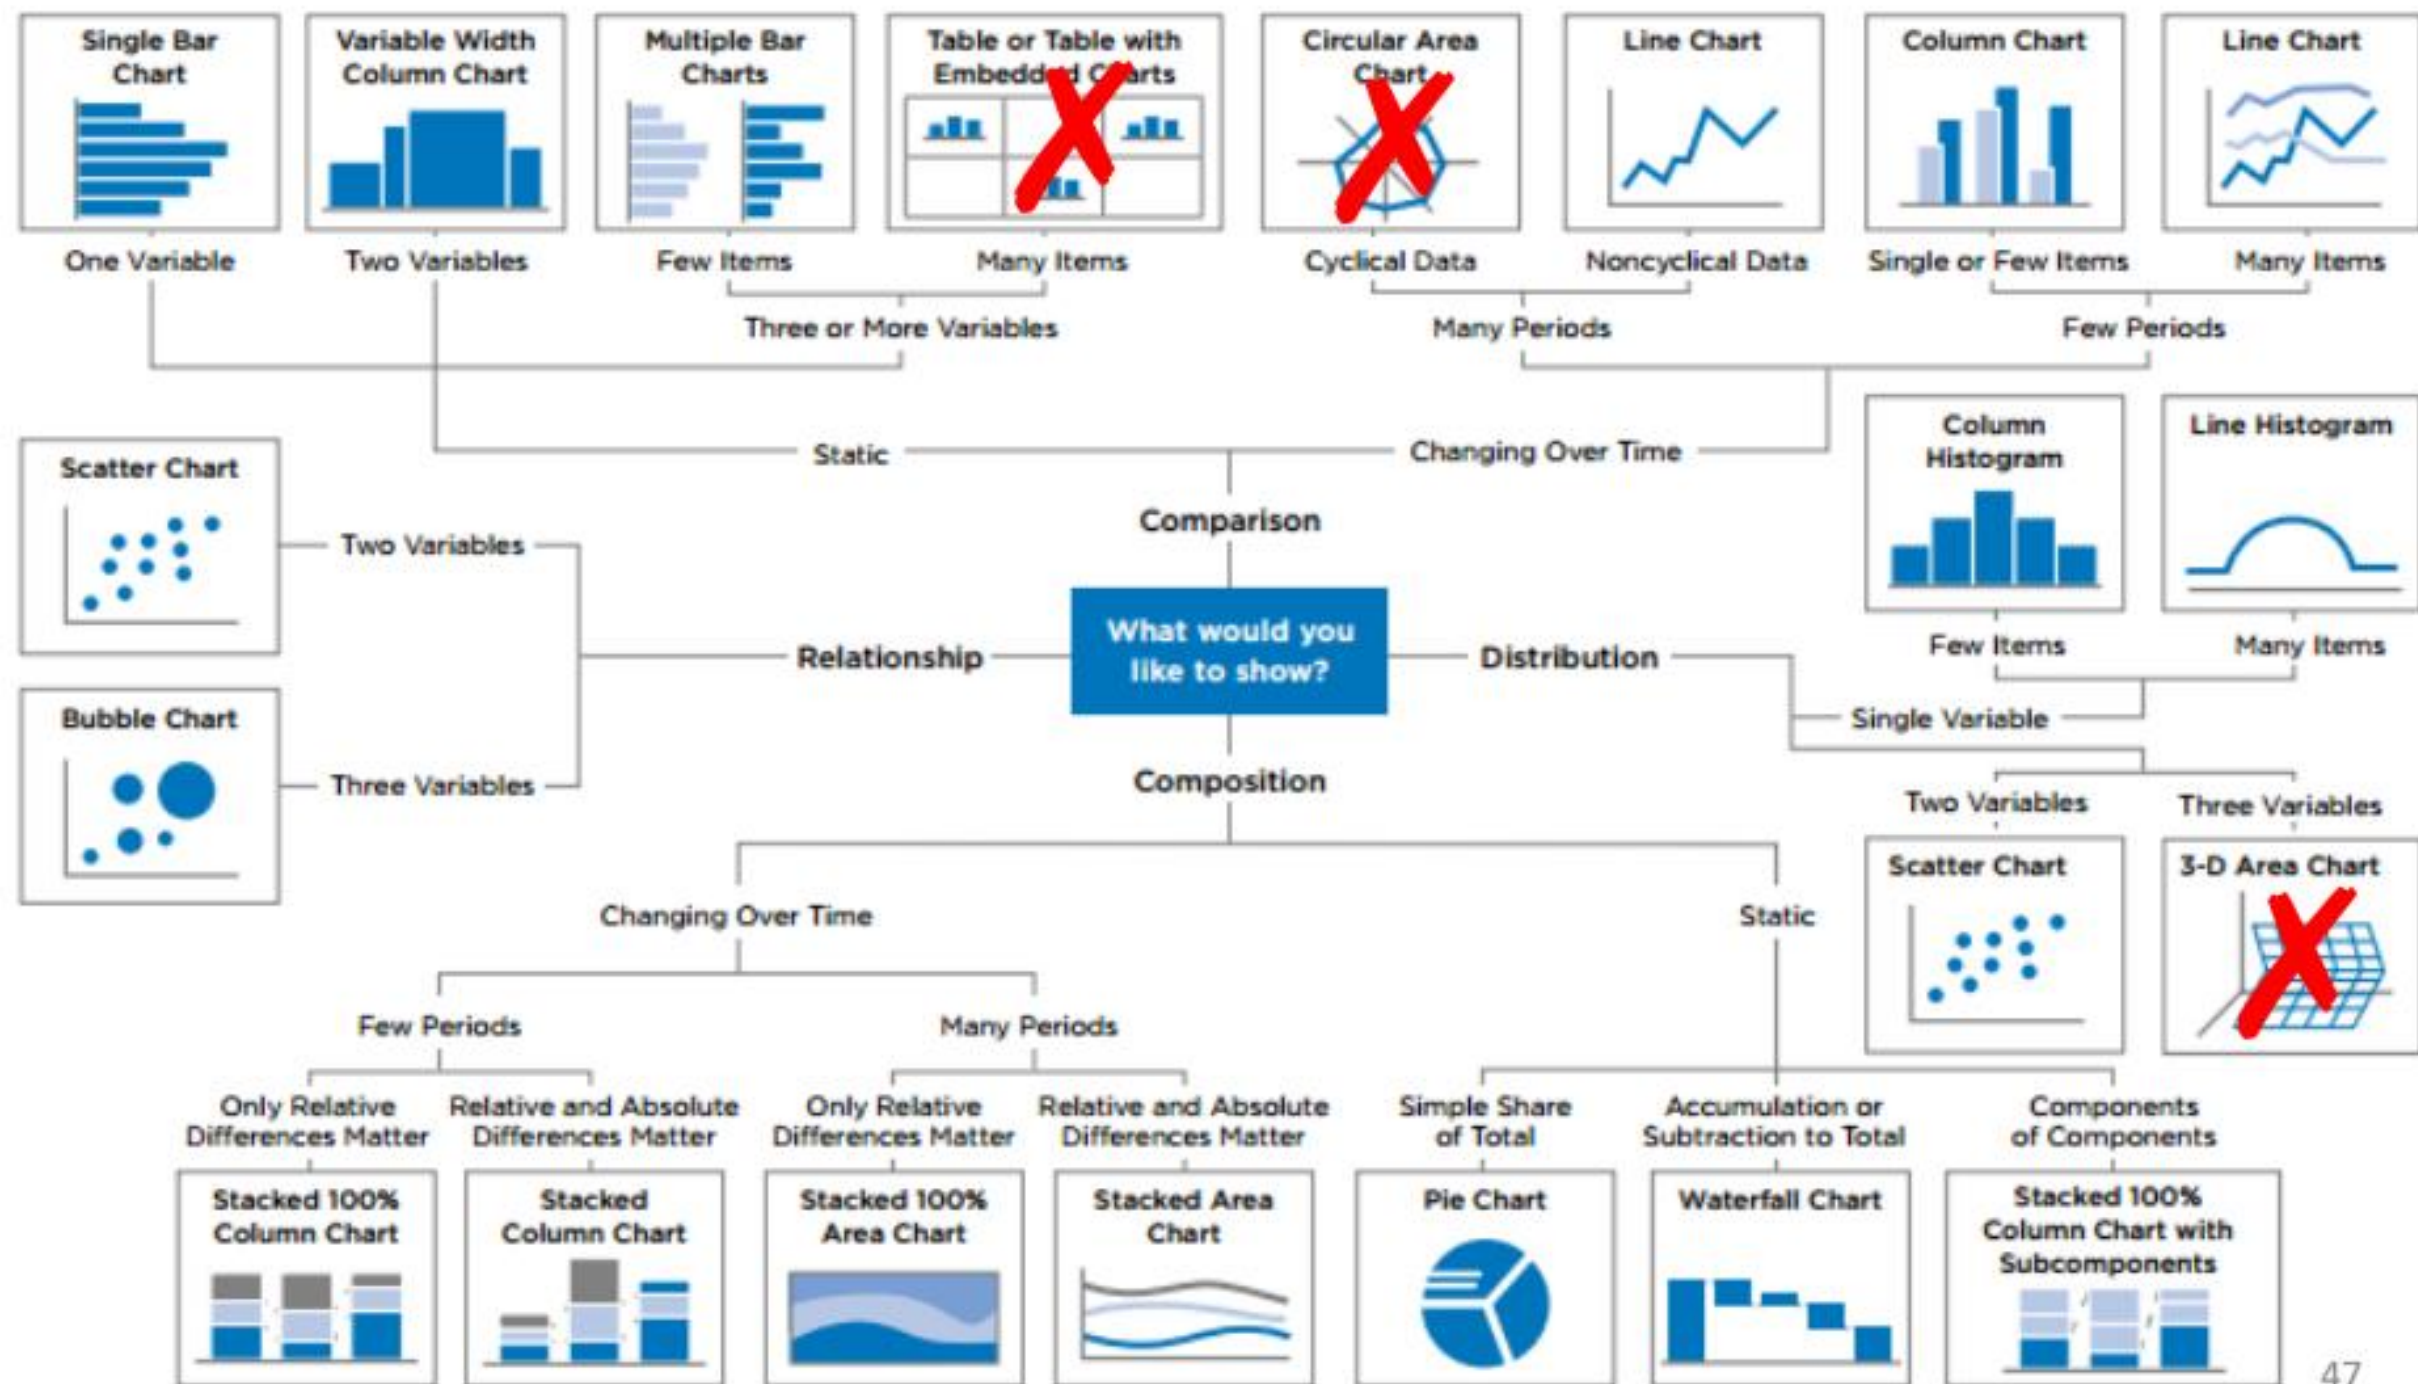 Single Bar
Chart
Variable Width
Column Chart
Multiple Bar
Charts
Table or Table with
Embedded Charts
Circular Area
Chart
Line Chart
Column Chart
Line Chart
One Variable
Two Variables
Few Items
Many Items
Cyclical Data
Noncyclical Data
Single or Few Items
Many Items
Three or More Variables
Many Periods
Few Periods
Static
Changing Over Time
Comparison
Column
Histogram
Line Histogram
Scatter Chart
Two Variables
What would you
like to show?
Relationship
Distribution
Few Items
Many Items
Single Variable
Bubble Chart
Three Variables
Composition
Two Variables
Three Variables
Scatter Chart
3-D Area Chart
Changing Over Time
Static
Few Periods
Many Periods
Only Relative
Differences Matter
Relative and Absolute
Differences Matter
Only Relative
Differences Matter
Relative and Absolute
Differences Matter
Simple Share
of Total
Accumulation or
Subtraction to Total
Components
of Components
Stacked 100%
Column Chart
Stacked
Column Chart
Stacked 100%
Area Chart
Stacked Area
Chart
Pie Chart
Waterfall Chart
Stacked 100%
Column Chart with
Subcomponents
47